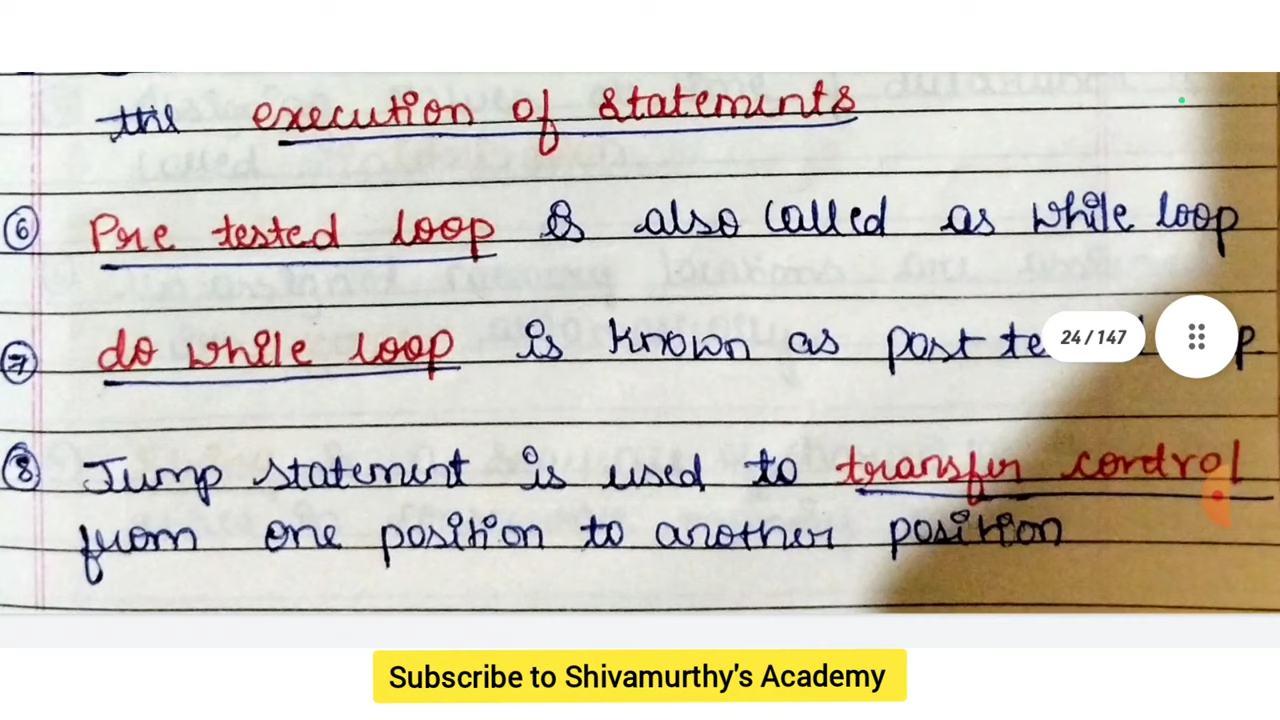 the execution of statements
6 Pre tested loop is also called as while loop
7 do while loop is known as post te
24/147
8 Jump statement is used to transfer control
from one position to another position
Subscribe to Shivamurthy's Academy